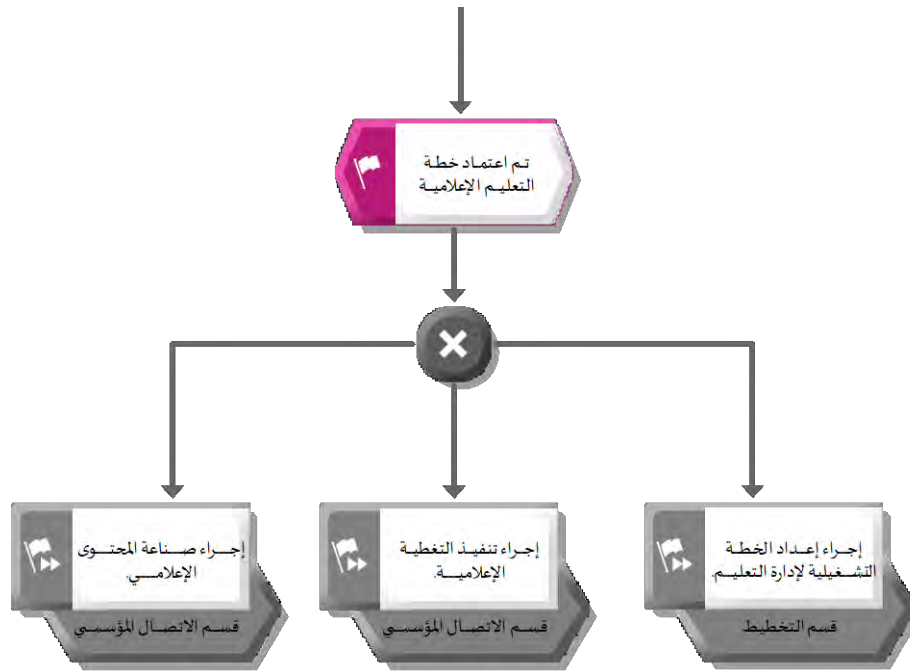 تم اعتماد خطة
التعليم الإعلامية
إجراء إعداد الخطة
التشغيلية لإدارة التعليم.
قسم التخطيط
إجراء تنفيذ التغطية
الإعلامية.
قسم الاتصال المؤسسي
إجراء صناعة المحتوى
الإعلامي.
قسم الاتصال المؤسسي